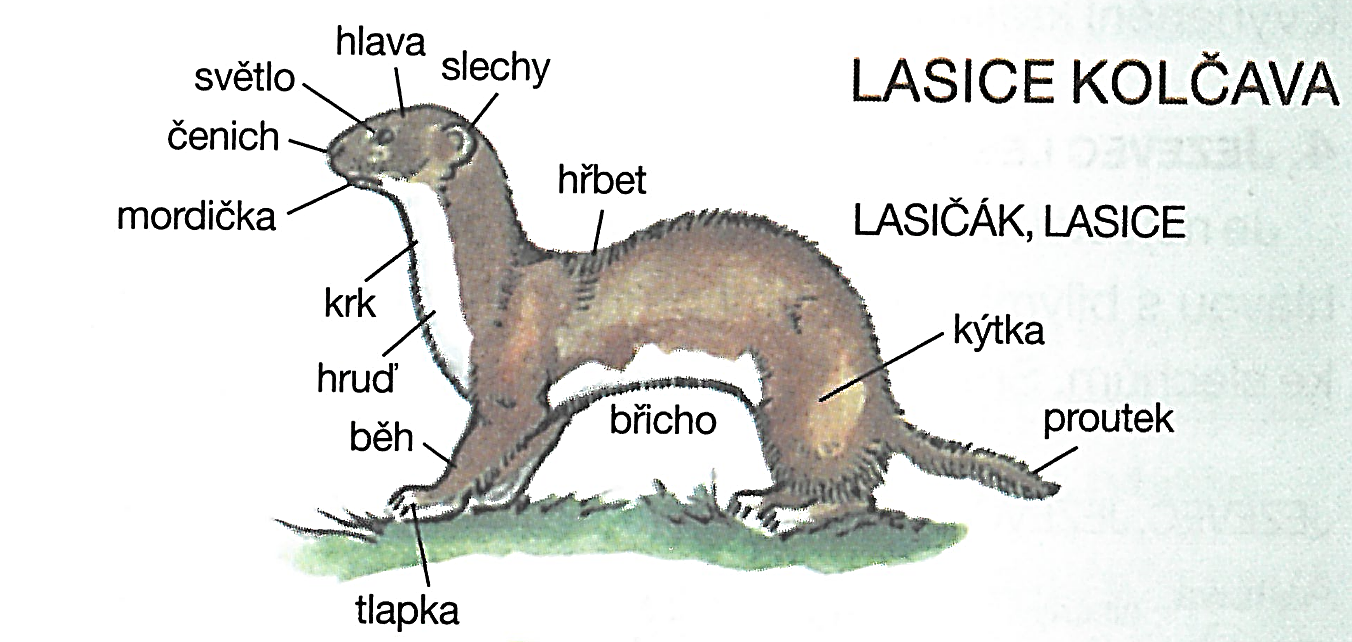 LASICE KOLČAVA
LASIČÁK, LASICE
hlava
světlo
slechy
čenich
mordička
hřbet
krk
hruď
kýtka
běh
břicho
proutek
tlapka